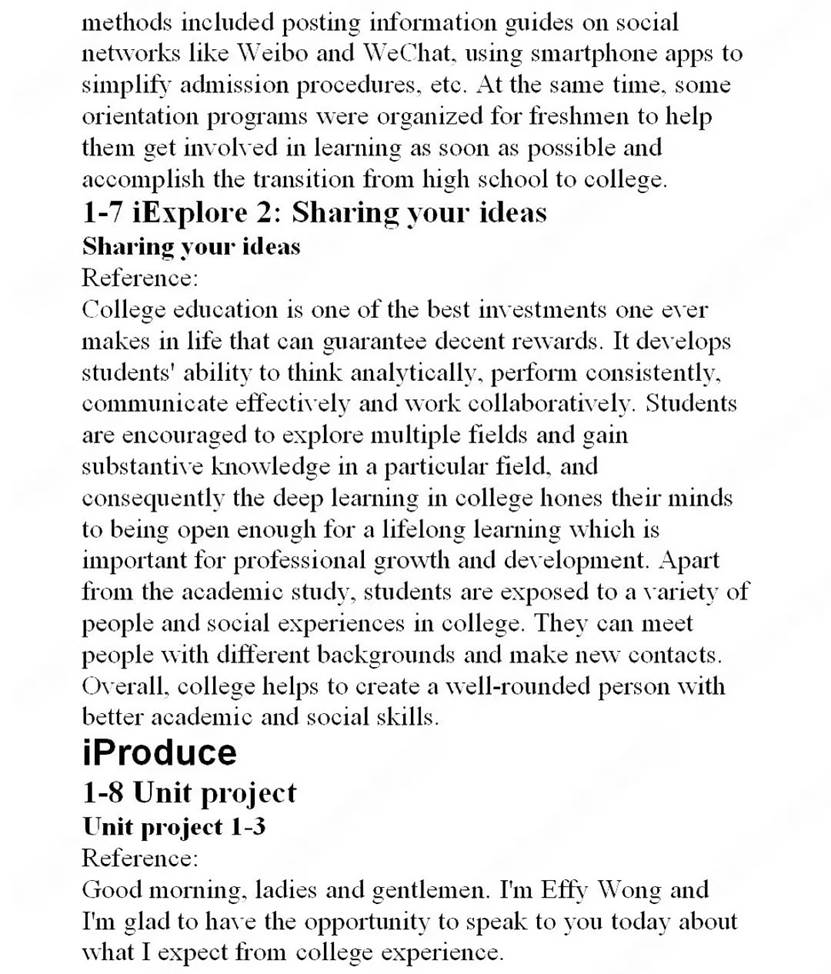 methods included posting information guides on social
networks like Weibo and WeChat, using smartphone apps to
simplify admission procedures, etc. At the same time, some
orientation programs were organized for freshmen to help
them get involved in learning as soon as possible and
accomplish the transition from high school to college.
1-7 iExplore 2: Sharing your ideas
Sharing your ideas
Reference:
College education is one of the best investments one ever
makes in life that can guarantee decent rewards. It develops
students' ability to think analytically, perform consistently,
communicate effectively and work collaboratively. Students
are encouraged to explore multiple fields and gain
substantive knowledge in a particular field, and
consequently the deep learning in college hones their minds
to being open enough for a lifelong learning which is
important for professional growth and development. Apart
from the academic study, students are exposed to a variety of
people and social experiences in college. They can meet
people with different backgrounds and make new contacts.
Overall, college helps to create a well-rounded person with
better academic and social skills.
iProduce
1-8 Unit project
Unit project 1-3
Reference:
Good morning, ladies and gentlemen. I'm Effy Wong and
I'm glad to have the opportunity to speak to you today about
what I expect from college experience.